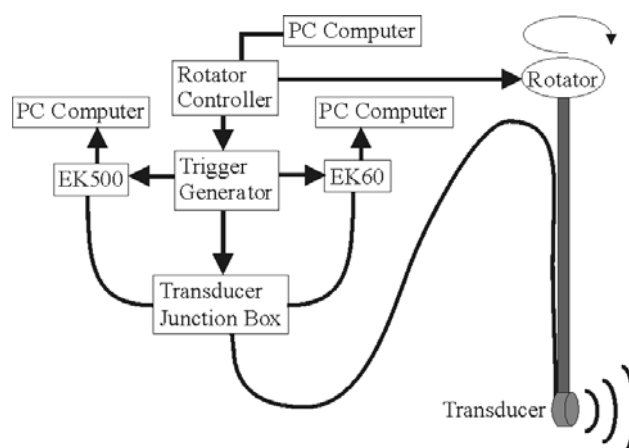 PC Computer
Rotator
Controller
Rotator
PC Computer
PC Computer
EK500
Trigger
Generator
EK60
Transducer
Junction Box
Transducer